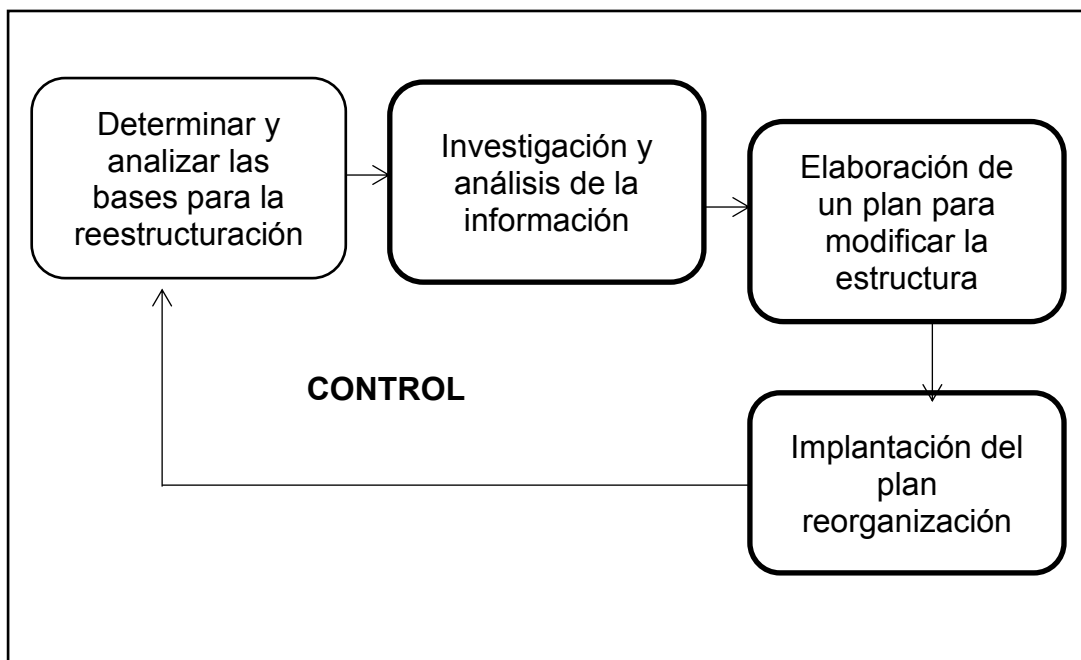 Determinar y
analizar las
bases para la
reestructuración
Investigación y
análisis de la
información
Elaboración de
un plan para
modificar la
estructura
CONTROL
Implantación del
plan
reorganización